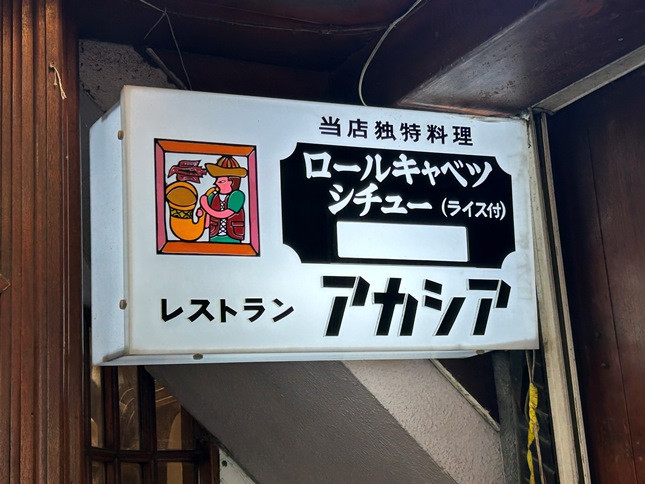 当店独特料理
ロールキャベツ
シチュー（ライス付）
レストラン アカシア